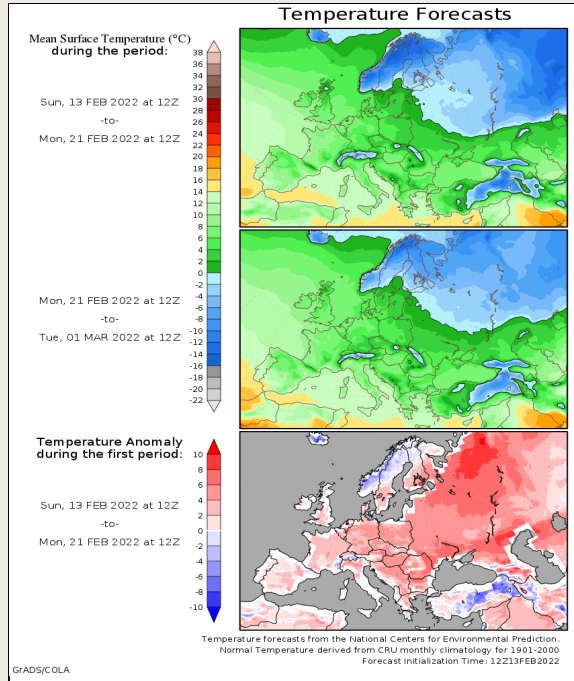 Temperature Forecasts
Mean Surface Temperature (°C)
during the period:
Sun, 13 FEB 2022 at 12Z
-to-
Mon, 21 FEB 2022 at 12Z
Mon, 21 FEB 2022 at 12Z
-to-
Tue, 01 MAR 2022 at 12Z
38
36
34
32
30
28
26
24
22
20
18
16
14
12
10
8
6
4
2
0
-2
-4
-6
-8
-10
-12
-14
-16
-18
-20
-22
Temperature Anomaly
during the first period:
Sun, 13 FEB 2022 at 12Z
-to-
Mon, 21 FEB 2022 at 12Z
10
8
6
4
2
0
-2
-4
-6
-8
-10
Temperature forecasts from the National Centers for Environmental Prediction.
Normal Temperature derived from CRU monthly climatology for 1901-2000
Forecast Initialization Time: 12Z13FEB2022
GrADS/COLA